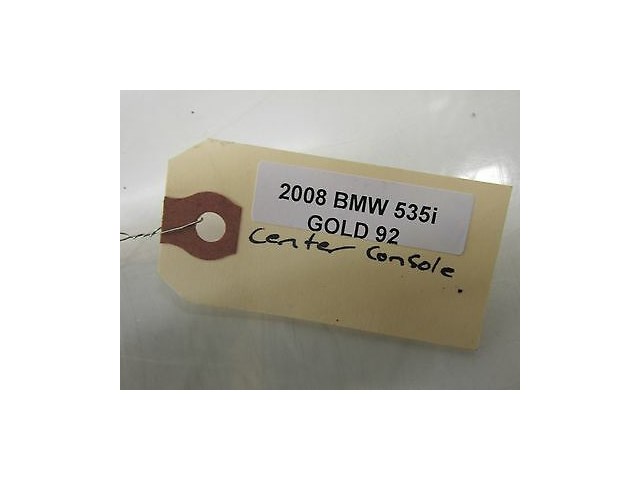 2008 BMW 535i
GOLD 92
Center Console